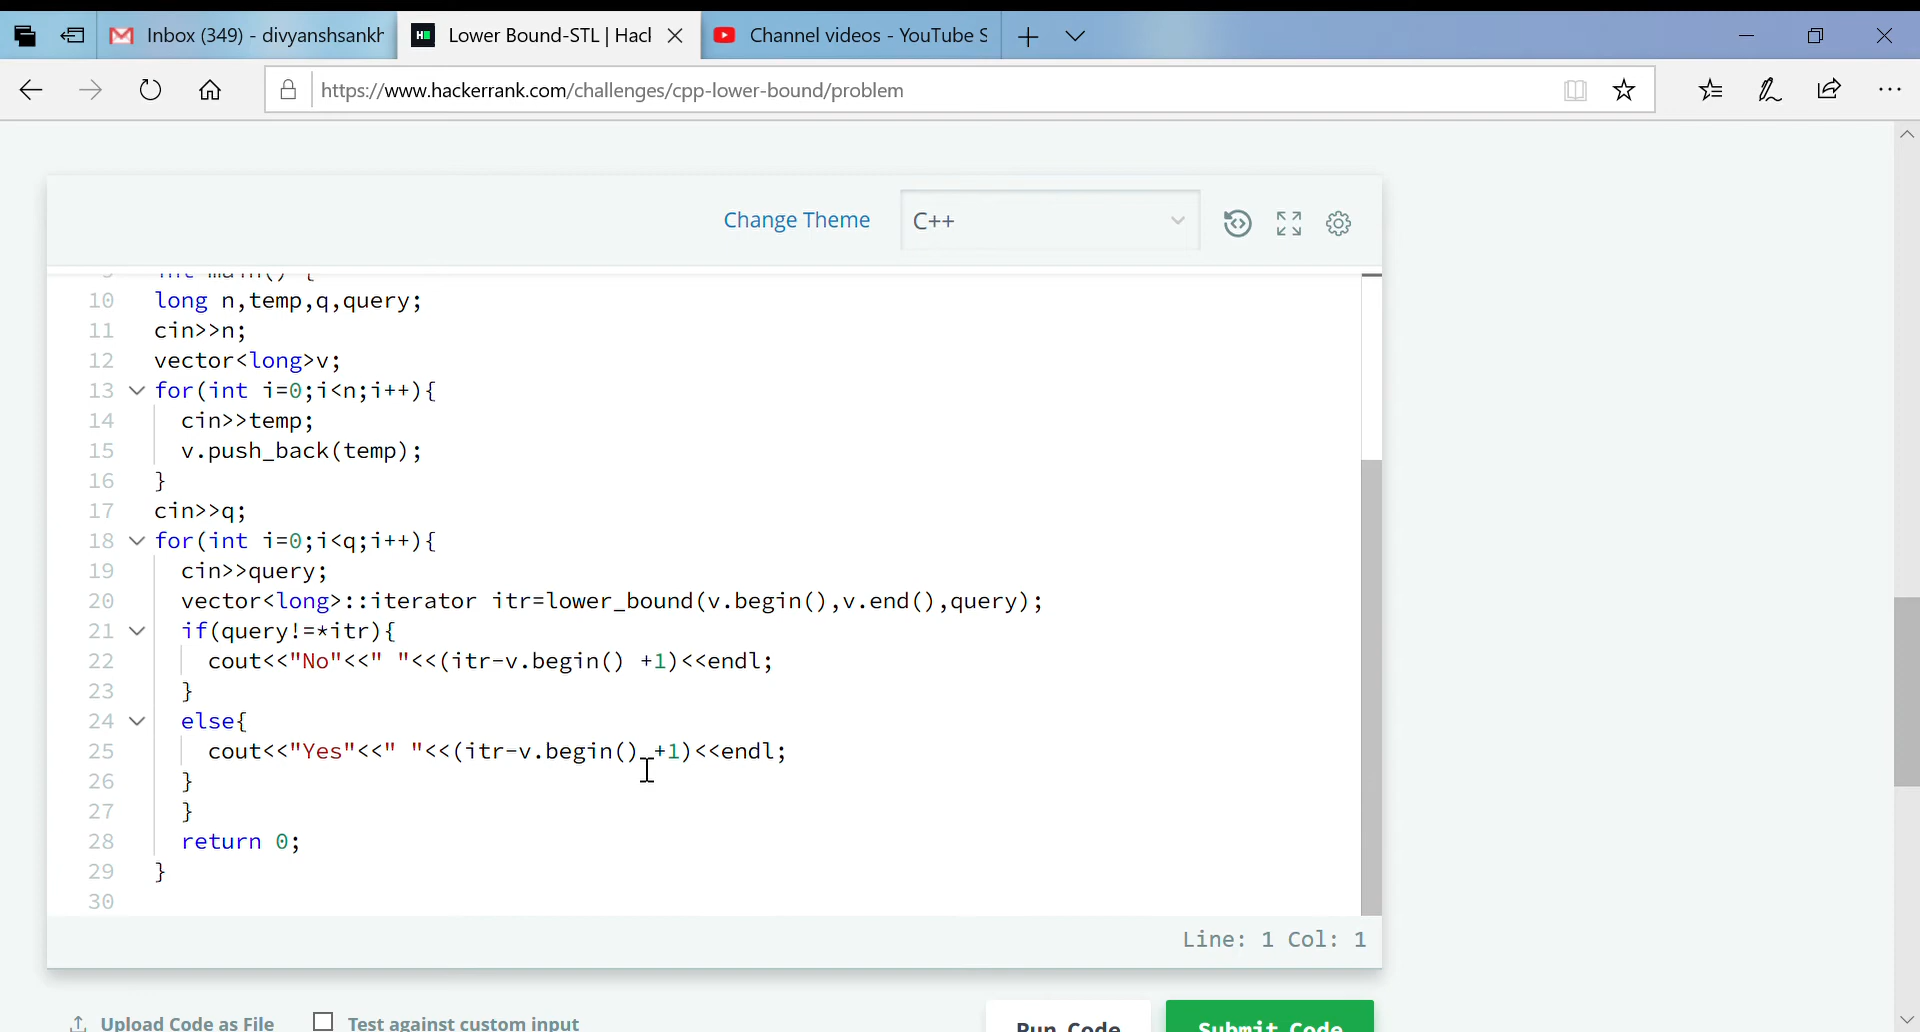 Inbox (349) - divyanshsankh
Lower Bound-STL | Hacl
Channel videos - YouTube S
https://www.hackerrank.com/challenges/cpp-lower-bound/problem
Change Theme
C++
9 int main() {
10 long n,temp,q,query;
11 cin>>n;
12 vector<long>v;
13 for(int i=0;i<n;i++){
14 cin>>temp;
15 v.push_back(temp);
16 }
17 cin>>q;
18 for(int i=0;i<q;i++){
19 cin>>query;
20 vector<long>::iterator itr=lower_bound(v.begin(),v.end(),query);
21 if(query!=*itr){
22 cout<<"No"<<" "<<(itr-v.begin() +1)<<endl;
23 }
24 else{
25 cout<<"Yes"<<" "<<(itr-v.begin() +1)<<endl;
26 }
27 }
28 return 0;
29 }
30
Line: 1 Col: 1
Upload Code as File
Test against custom input
Run Code
Submit Code